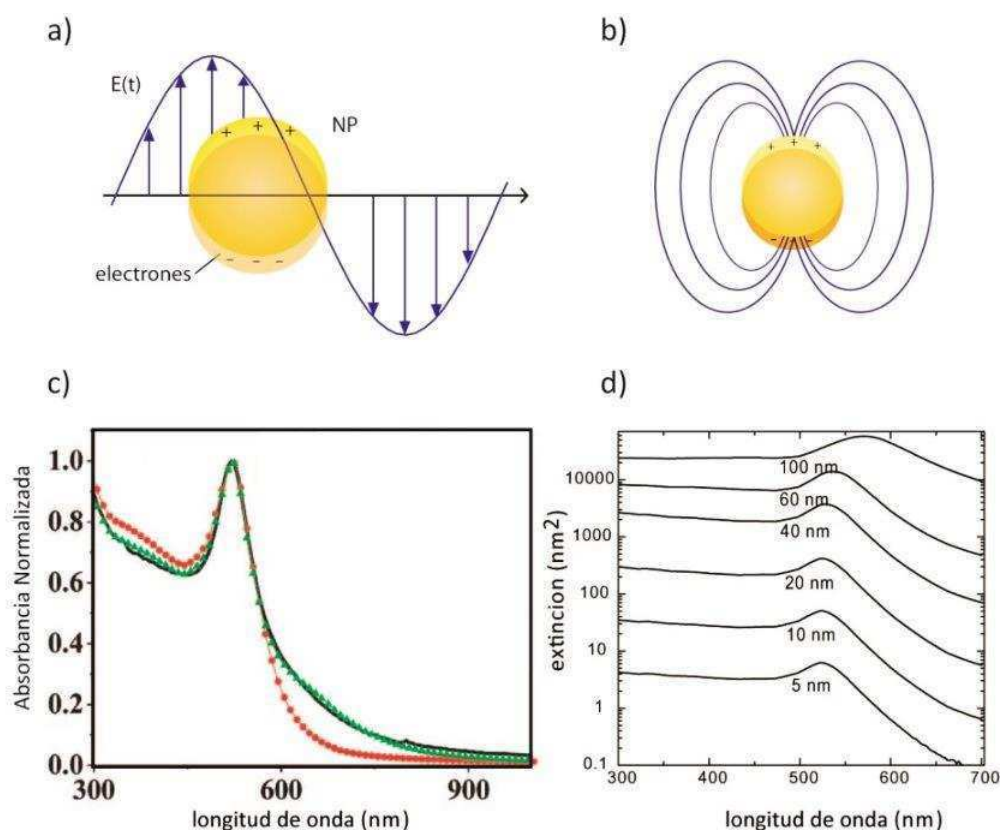 a)
E(t)
NP
+ + +
electrones
- - -
b)
+ + +
- - -
c)
Absorbancia Normalizada
1.0
0.8
0.6
0.4
0.2
0.0
300
600
900
longitud de onda (nm)
d)
extincion (nm²)
10000
1000
100
10
1
0.1
100 nm
60 nm
40 nm
20 nm
10 nm
5 nm
300
400
500
600
700
longitud de onda (nm)